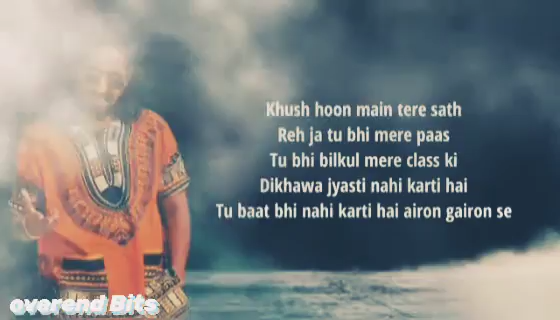 Khush hoon main tere sath
Reh ja tu bhi mere paas
Tu bhi bilkul mere class ki
Dikhawa jyasti nahi karti hai
Tu baat bhi nahi karti hai airon gairon se
overend Bits